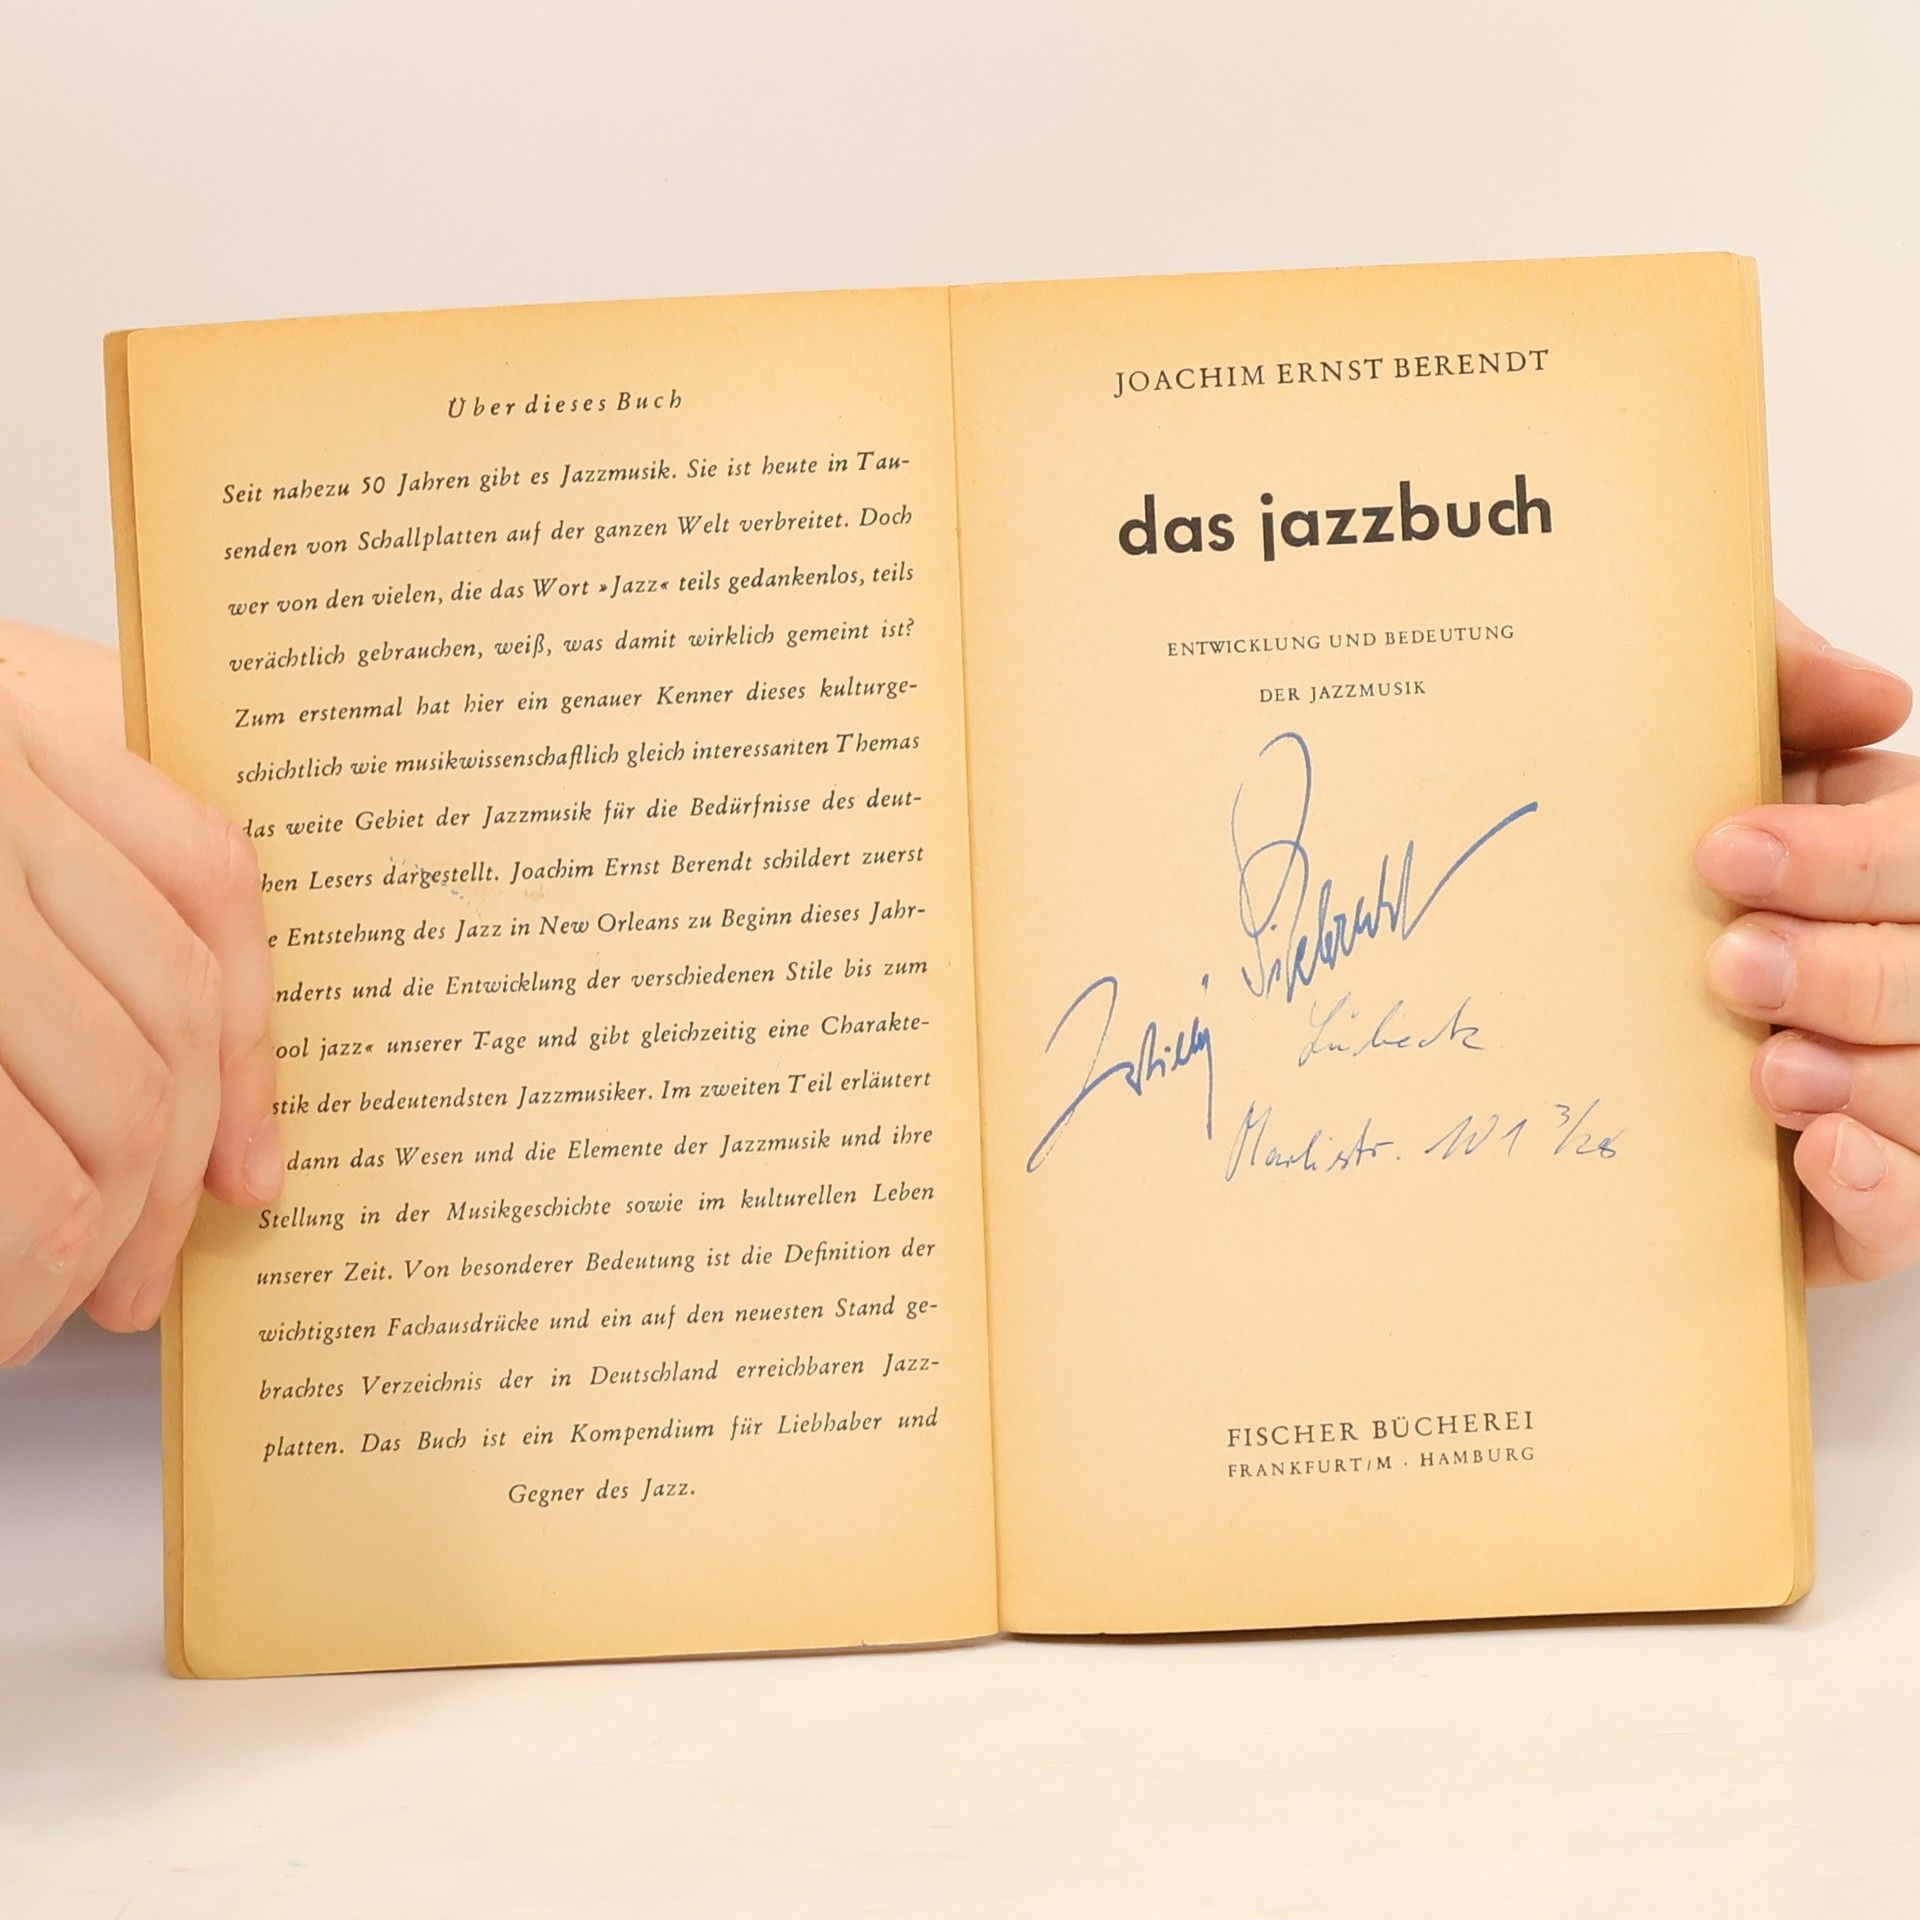 Über dieses Buch
Seit nahezu 50 Jahren gibt es Jazzmusik. Sie ist heute in Tau-
senden von Schallplatten auf der ganzen Welt verbreitet. Doch
wer von den vielen, die das Wort »Jazz« teils gedankenlos, teils
verächtlich gebrauchen, weiß, was damit wirklich gemeint ist?
Zum erstenmal hat hier ein genauer Kenner dieses kulturge-
schichtlich wie musikwissenschaftlich gleich interessanten Themas
das weite Gebiet der Jazzmusik für die Bedürfnisse des deut-
hen Lesers dargestellt. Joachim Ernst Berendt schildert zuerst
e Entstehung des Jazz in New Orleans zu Beginn dieses Jahr-
nderts und die Entwicklung der verschiedenen Stile bis zum
ool jazz« unserer Tage und gibt gleichzeitig eine Charakte-
stik der bedeutendsten Jazzmusiker. Im zweiten Teil erläutert
dann das Wesen und die Elemente der Jazzmusik und ihre
Stellung in der Musikgeschichte sowie im kulturellen Leben
unserer Zeit. Von besonderer Bedeutung ist die Definition der
wichtigsten Fachausdrücke und ein auf den neuesten Stand ge-
brachtes Verzeichnis der in Deutschland erreichbaren Jazz-
platten. Das Buch ist ein Kompendium für Liebhaber und
Gegner des Jazz.
JOACHIM ERNST BERENDT
das jazzbuch
ENTWICKLUNG UND BEDEUTUNG
DER JAZZMUSIK
Lübeck
Marlistr. 101
FISCHER BÜCHEREI
FRANKFURT/M . HAMBURG